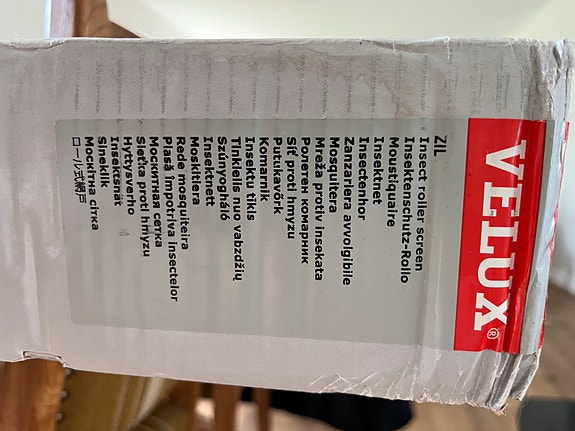 VELUX®
ZIL
Insect roller screen
Insektenschutz-Rollo
Moustiquaire
Insektnet
Insectenhor
Zanzariera avvolgibile
Mosquitera
Mreža protiv insekata
Ролетен комарник
Síť proti hmyzu
Putukavõrk
Komarnik
Insektu tīkls
Tinklelis nuo vabzdžių
Szúnyogháló
Insektnett
Moskitiera
Rede mosquiteira
Plasă împotriva insectelor
Москитная сетка
Sieťka proti hmyzu
Hyttysverho
Insektsnät
Sineklik
Москітна сітка
ロール式網戸